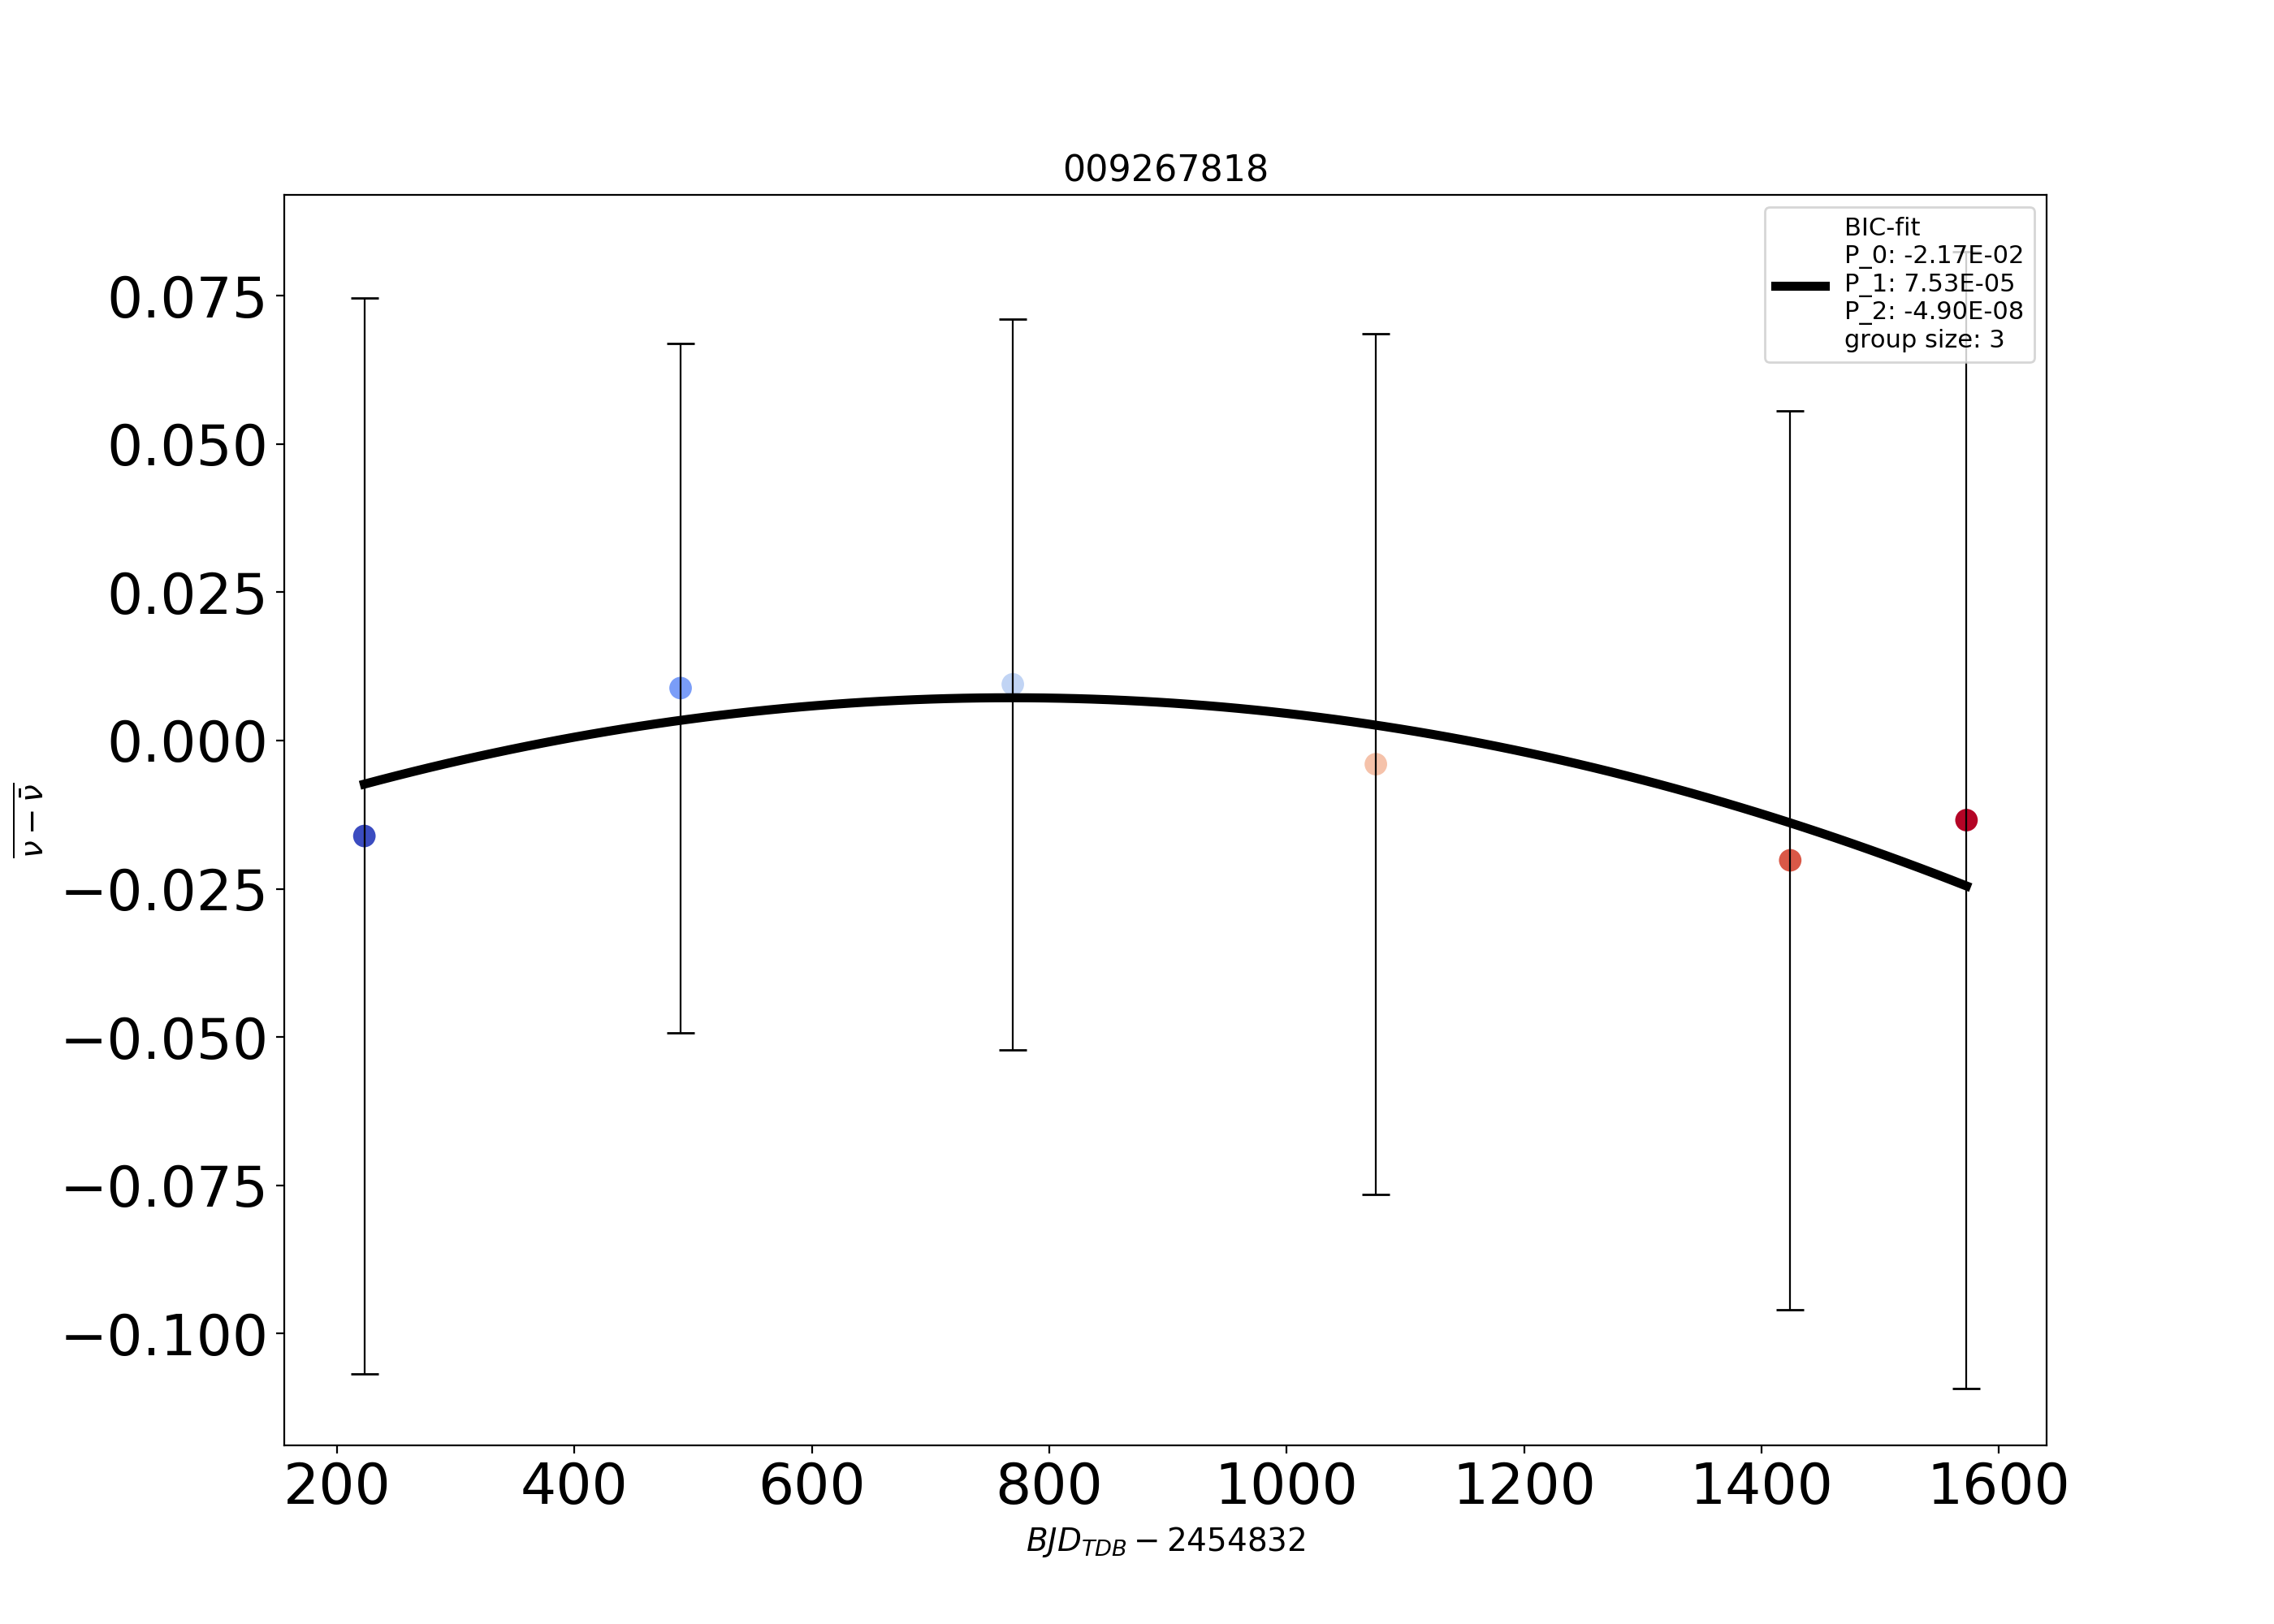 009267818
BIC-fit
P_0: -2.17E-02
P_1: 7.53E-05
P_2: -4.90E-08
group size: 3
0.075
0.050
0.025
0.000
−0.025
−0.050
−0.075
−0.100
ν − ν̄
200 400 600 800 1000 1200 1400 1600
BJD_TDB − 2454832